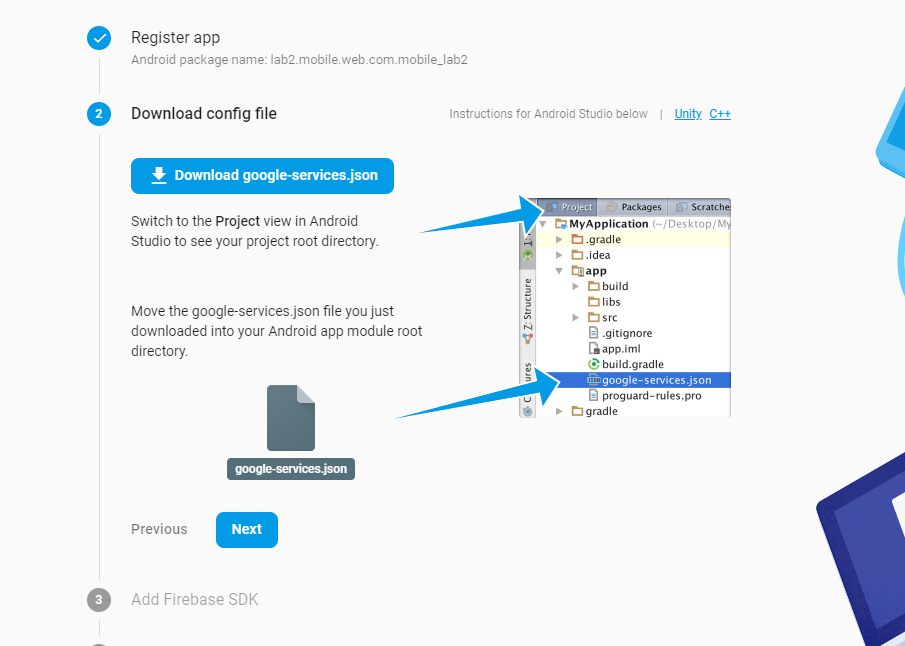 Register app
Android package name: lab2.mobile.web.com.mobile_lab2
2
Download config file
Instructions for Android Studio below | Unity C++
Download google-services.json
Switch to the Project view in Android
Studio to see your project root directory.
Move the google-services.json file you just
downloaded into your Android app module root
directory.
google-services.json
Project Packages Scratches
MyApplication (~/Desktop/My
.gradle
.idea
app
build
libs
src
.gitignore
app.iml
build.gradle
google-services.json
proguard-rules.pro
gradle
Z: Structure
Previous
Next
3
Add Firebase SDK